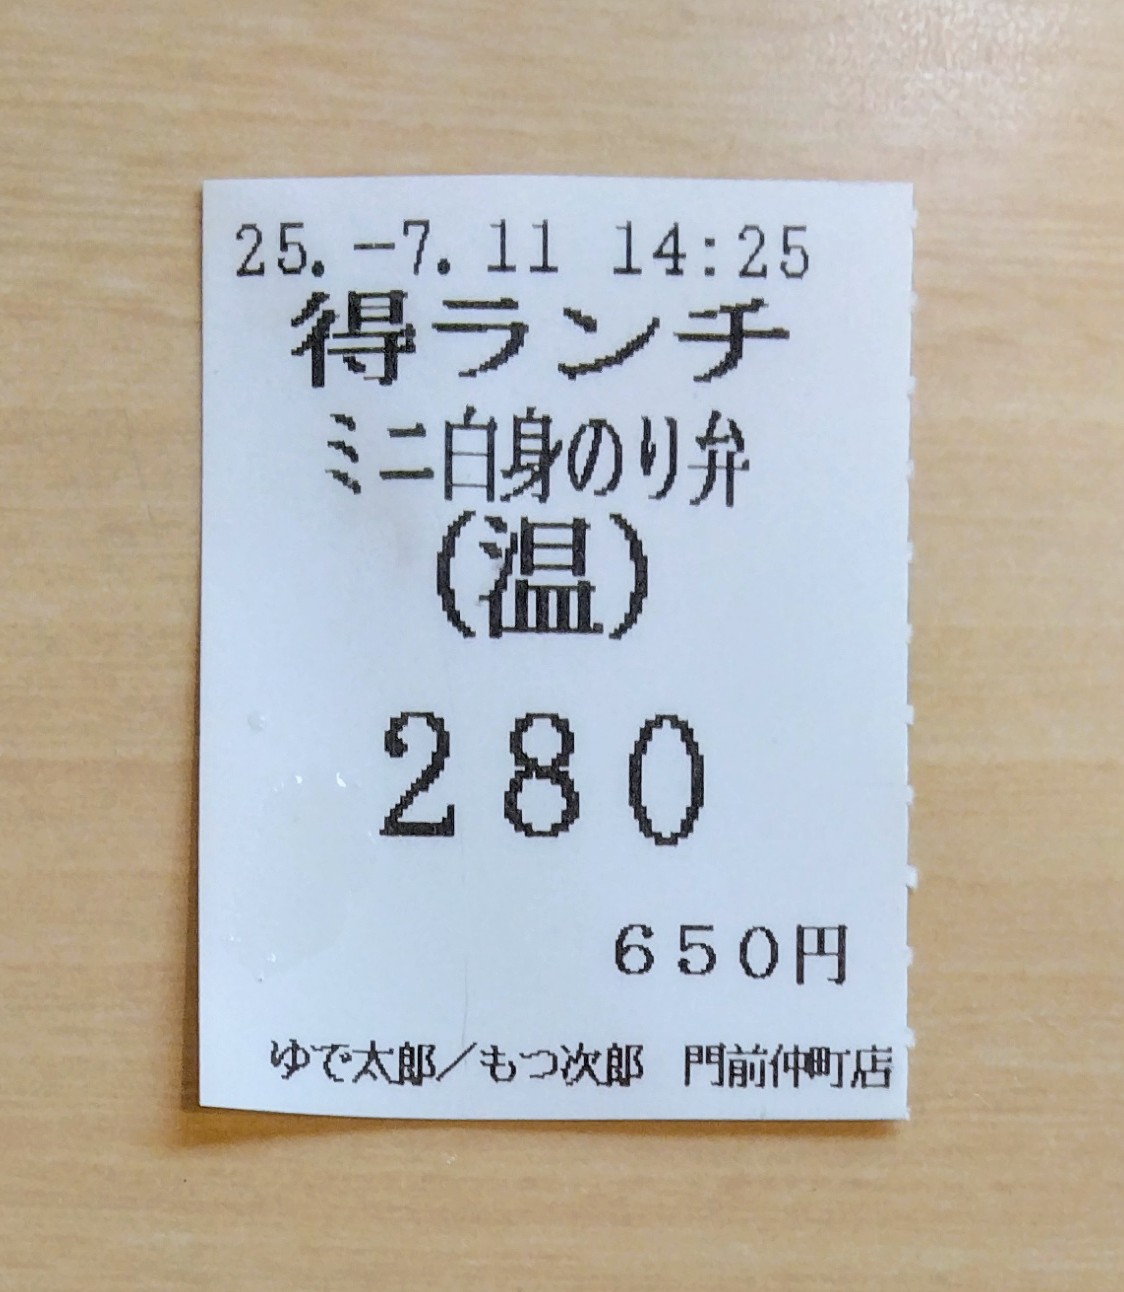 25.-7.11 14:25
得ランチ
ミニ白身のり弁
(温)
280
650円
ゆで太郎／もつ次郎 門前仲町店